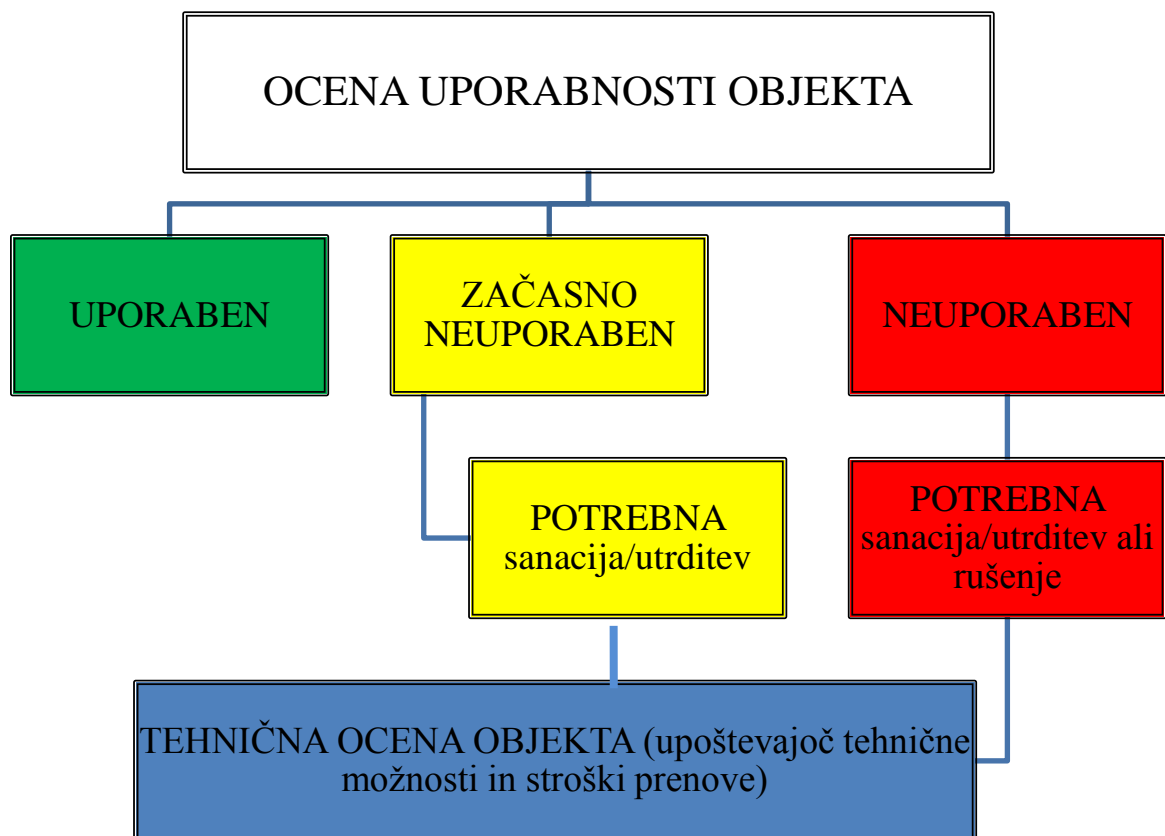 OCENA UPORABNOSTI OBJEKTA
UPORABEN
ZAČASNO
NEUPORABEN
NEUPORABEN
POTREBNA
sanacija/utrditev
POTREBNA
sanacija/utrditev ali
rušenje
TEHNIČNA OCENA OBJEKTA (upoštevajoč tehnične
možnosti in stroški prenove)